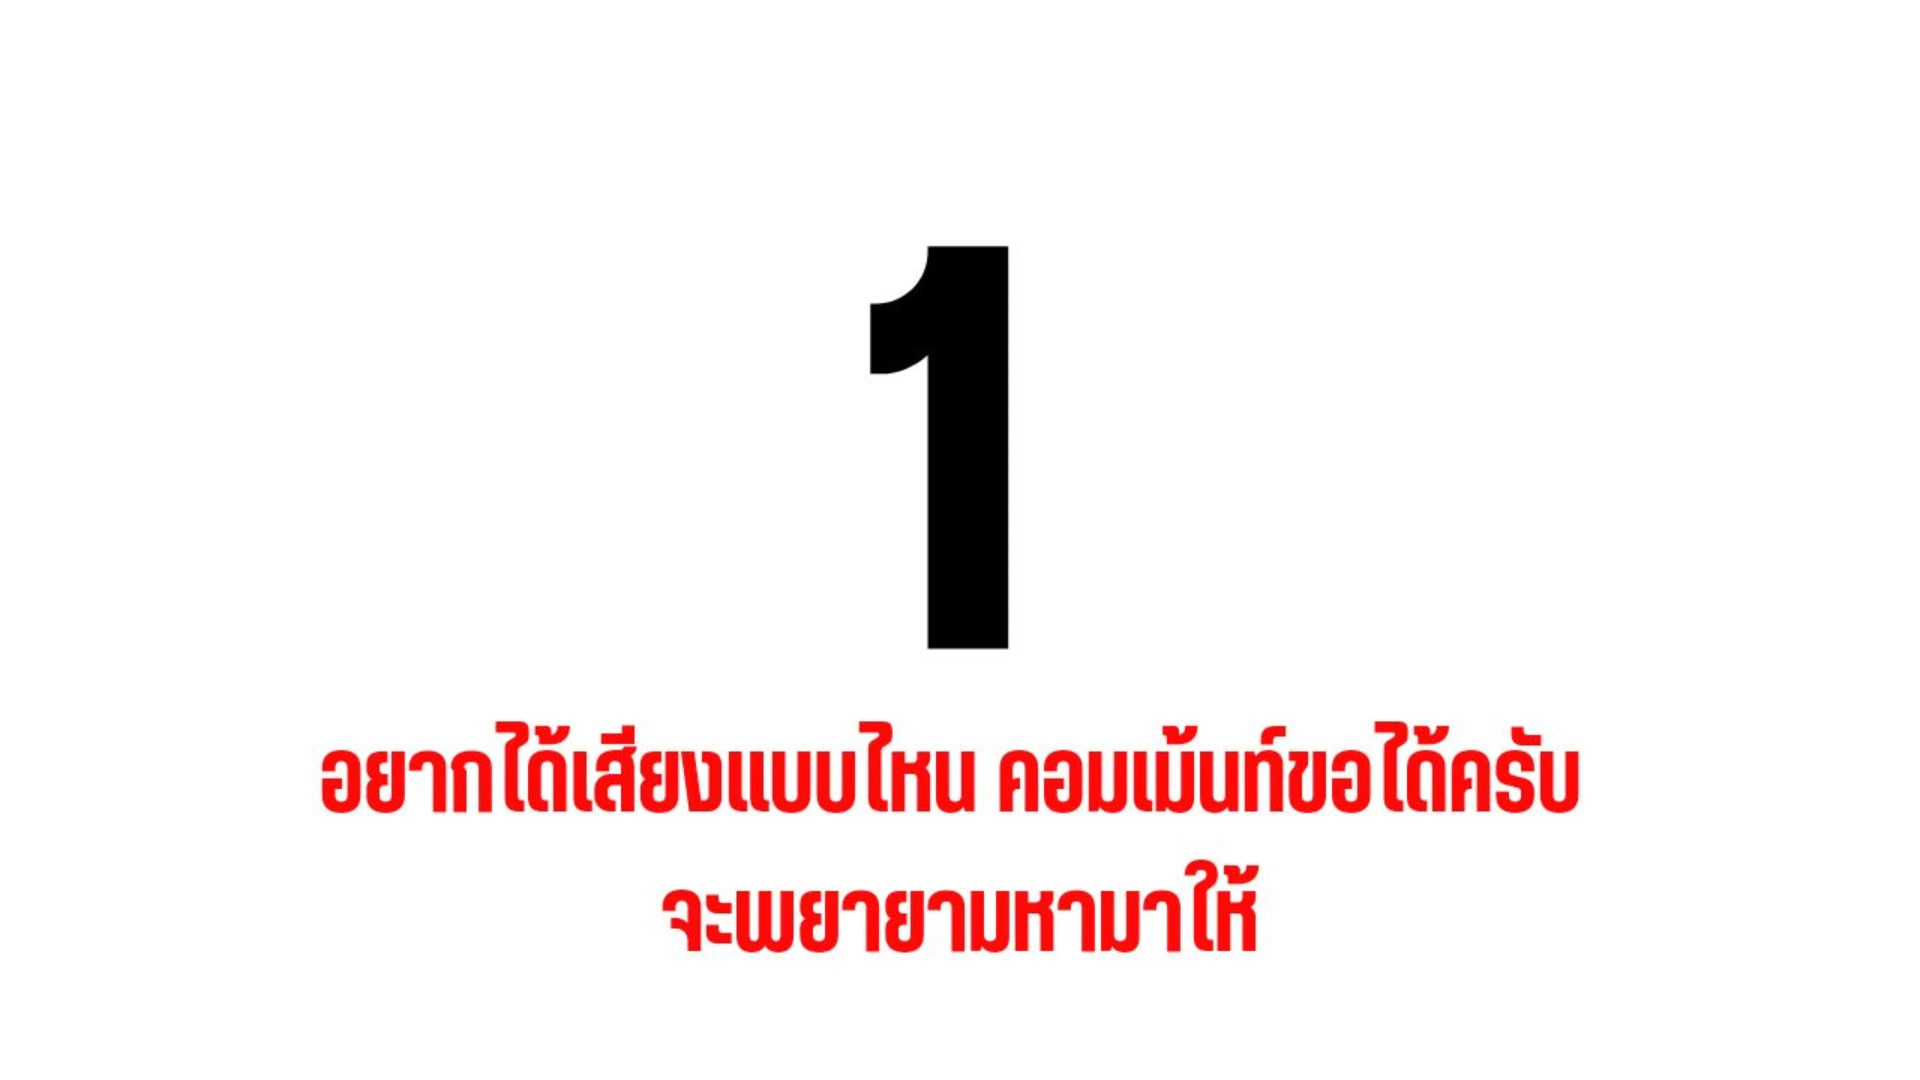 1
อยากได้เสียงแบบไหน คอมเม้นท์ขอได้ครับ
จะพยายามหามาให้